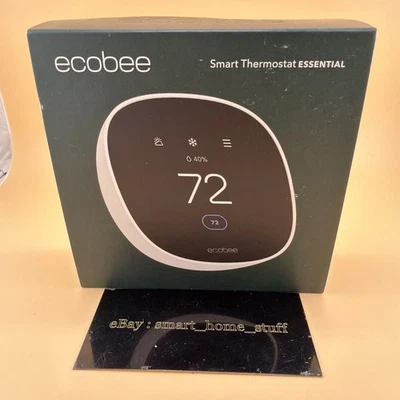 ecobee
Smart Thermostat ESSENTIAL
40%
72
72
ecobee
eBay : smart_home_stuff